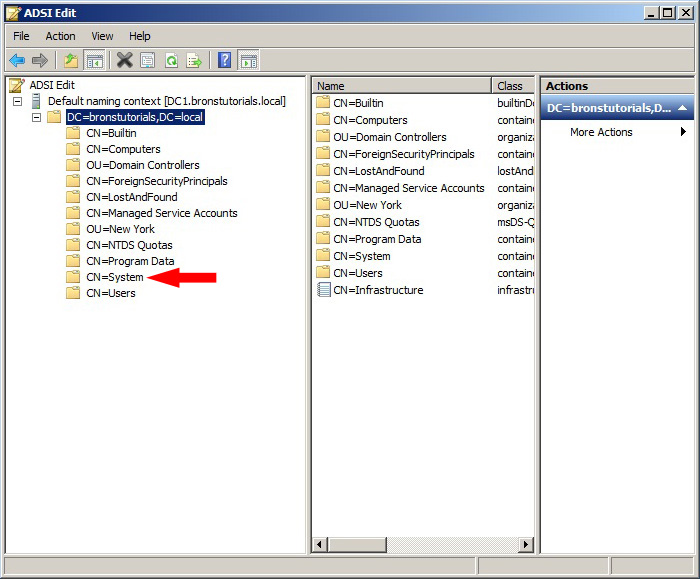 ADSI Edit
File Action View Help
ADSI Edit
Default naming context [DC1.bronstutorials.local]
DC=bronstutorials,DC=local
CN=Builtin
CN=Computers
OU=Domain Controllers
CN=ForeignSecurityPrincipals
CN=LostAndFound
CN=Managed Service Accounts
OU=New York
CN=NTDS Quotas
CN=Program Data
CN=System
CN=Users
Name Class
CN=Builtin builtinDo
CN=Computers containe
OU=Domain Controllers organiza
CN=ForeignSecurityPrincipals containe
CN=LostAndFound lostAndF
CN=Managed Service Accounts containe
OU=New York organiza
CN=NTDS Quotas msDS-Q
CN=Program Data containe
CN=System containe
CN=Users containe
CN=Infrastructure infrastru
Actions
DC=bronstutorials,D...
More Actions